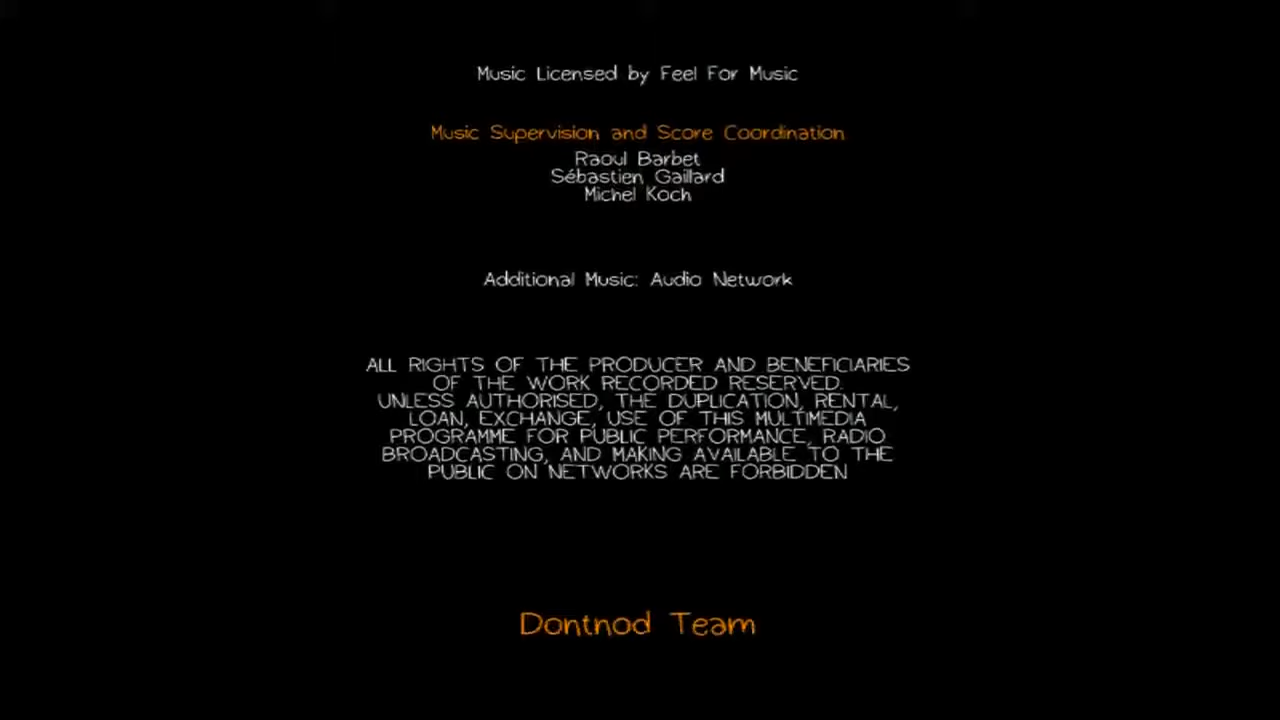 Music Licensed by Feel For Music
Music Supervision and Score Coordination
Raoul Barbet
Sébastien Gaillard
Michel Koch
Additional Music: Audio Network
ALL RIGHTS OF THE PRODUCER AND BENEFICIARIES
OF THE WORK RECORDED RESERVED.
UNLESS AUTHORISED, THE DUPLICATION, RENTAL,
LOAN, EXCHANGE, USE OF THIS MULTIMEDIA
PROGRAMME FOR PUBLIC PERFORMANCE, RADIO
BROADCASTING, AND MAKING AVAILABLE TO THE
PUBLIC ON NETWORKS ARE FORBIDDEN
Dontnod Team